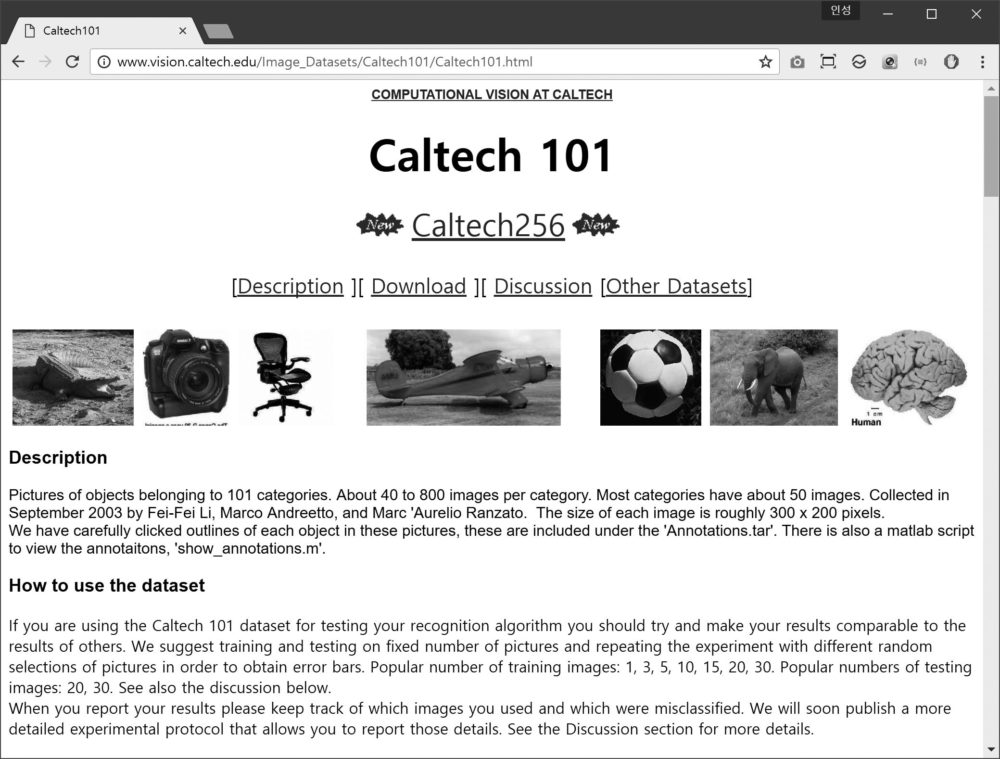 인성
Caltech101
www.vision.caltech.edu/Image_Datasets/Caltech101/Caltech101.html
COMPUTATIONAL VISION AT CALTECH
Caltech 101
New Caltech256 New
[Description ][ Download ][ Discussion [Other Datasets]
AMU
1 cm
Human
Description
Pictures of objects belonging to 101 categories. About 40 to 800 images per category. Most categories have about 50 images. Collected in
September 2003 by Fei-Fei Li, Marco Andreetto, and Marc 'Aurelio Ranzato.  The size of each image is roughly 300 x 200 pixels.
We have carefully clicked outlines of each object in these pictures, these are included under the 'Annotations.tar'. There is also a matlab script
to view the annotaitons, 'show_annotations.m'.
How to use the dataset
If you are using the Caltech 101 dataset for testing your recognition algorithm you should try and make your results comparable to the
results of others. We suggest training and testing on fixed number of pictures and repeating the experiment with different random
selections of pictures in order to obtain error bars. Popular number of training images: 1, 3, 5, 10, 15, 20, 30. Popular numbers of testing
images: 20, 30. See also the discussion below.
When you report your results please keep track of which images you used and which were misclassified. We will soon publish a more
detailed experimental protocol that allows you to report those details. See the Discussion section for more details.